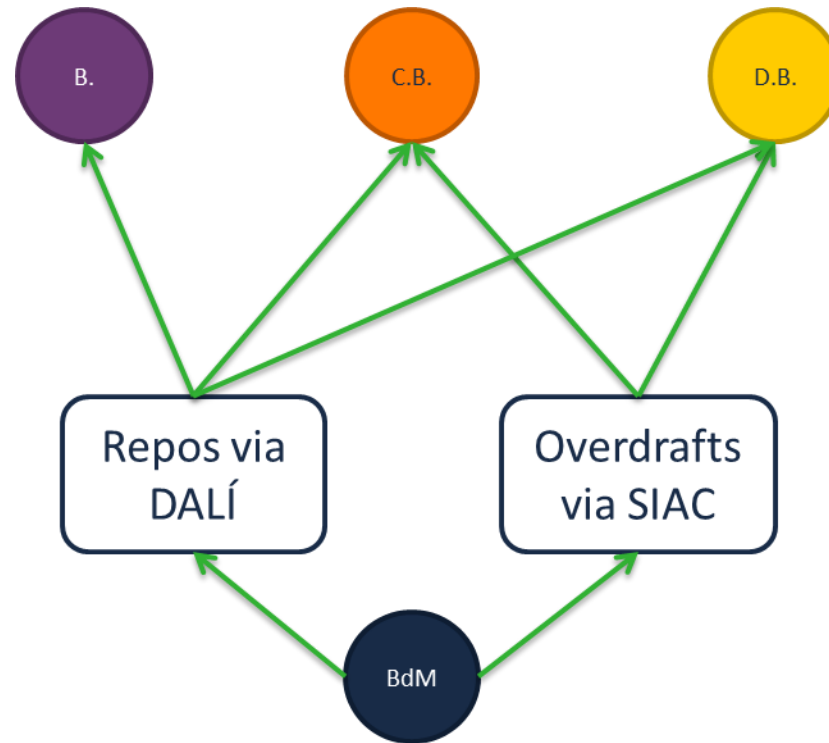 B.
C.B.
D.B.
Repos via
DALÍ
Overdrafts
via SIAC
BdM